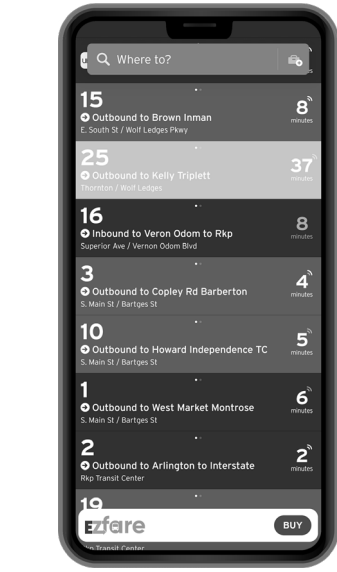 Where to?
15
Outbound to Brown Inman
E. South St / Wolf Ledges Pkwy
8
minutes
25
Outbound to Kelly Triplett
Thornton / Wolf Ledges
37
minutes
16
Inbound to Veron Odom to Rkp
Superior Ave / Vernon Odom Blvd
8
minutes
3
Outbound to Copley Rd Barberton
S. Main St / Bartges St
4
minutes
10
Outbound to Howard Independence TC
S. Main St / Bartges St
5
minutes
1
Outbound to West Market Montrose
S. Main St / Bartges St
6
minutes
2
Outbound to Arlington to Interstate
Rkp Transit Center
2
minutes
19
EZfare
BUY
Rkp Transit Center